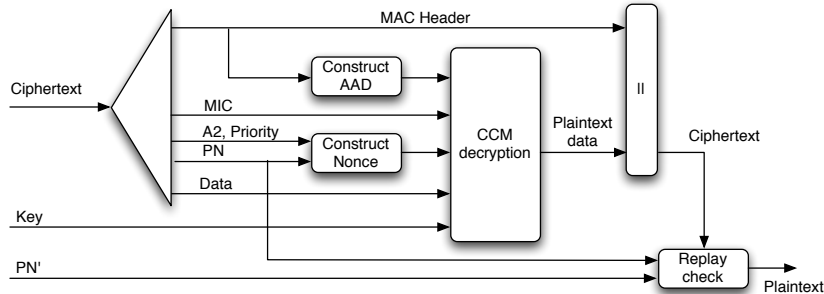 MAC Header
Construct
AAD
Ciphertext
MIC
A2, Priority
Construct
Nonce
PN
CCM
decryption
Plaintext
data
II
Ciphertext
Data
Key
PN'
Replay
check
Plaintext